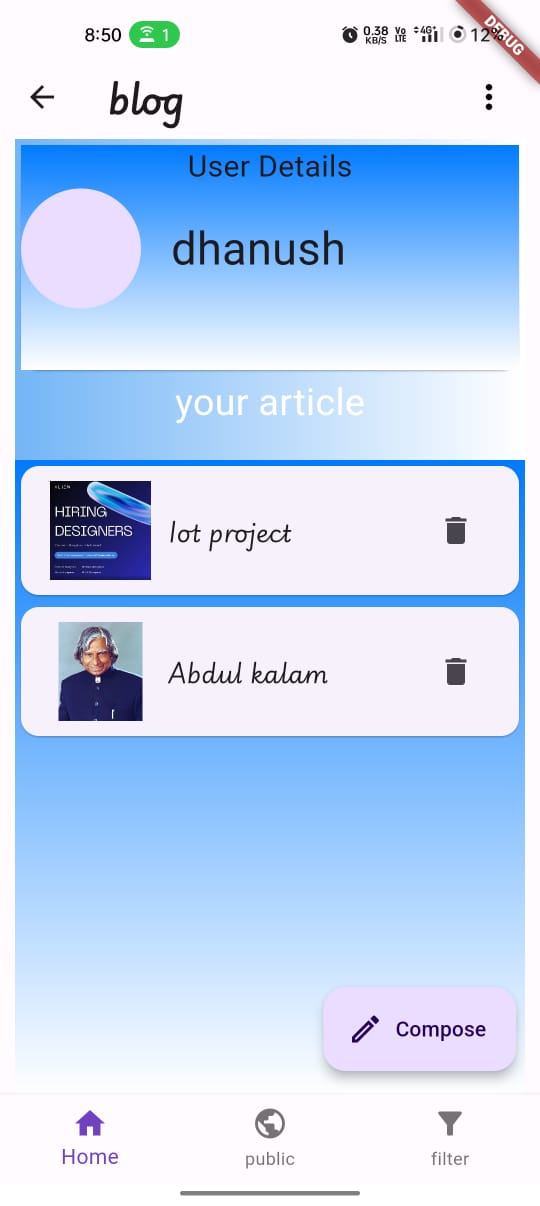 8:50 1 0.38 KB/S Vo LTE 4G 12%
DEBUG
blog
User Details
dhanush
your article
HIRING
DESIGNERS
Iot project
Abdul kalam
Compose
Home public filter